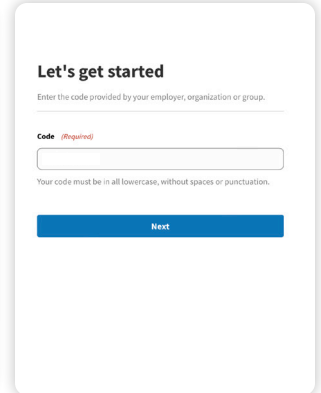 Let's get started
Enter the code provided by your employer, organization or group.
Code (Required)
Your code must be in all lowercase, without spaces or punctuation.
Next